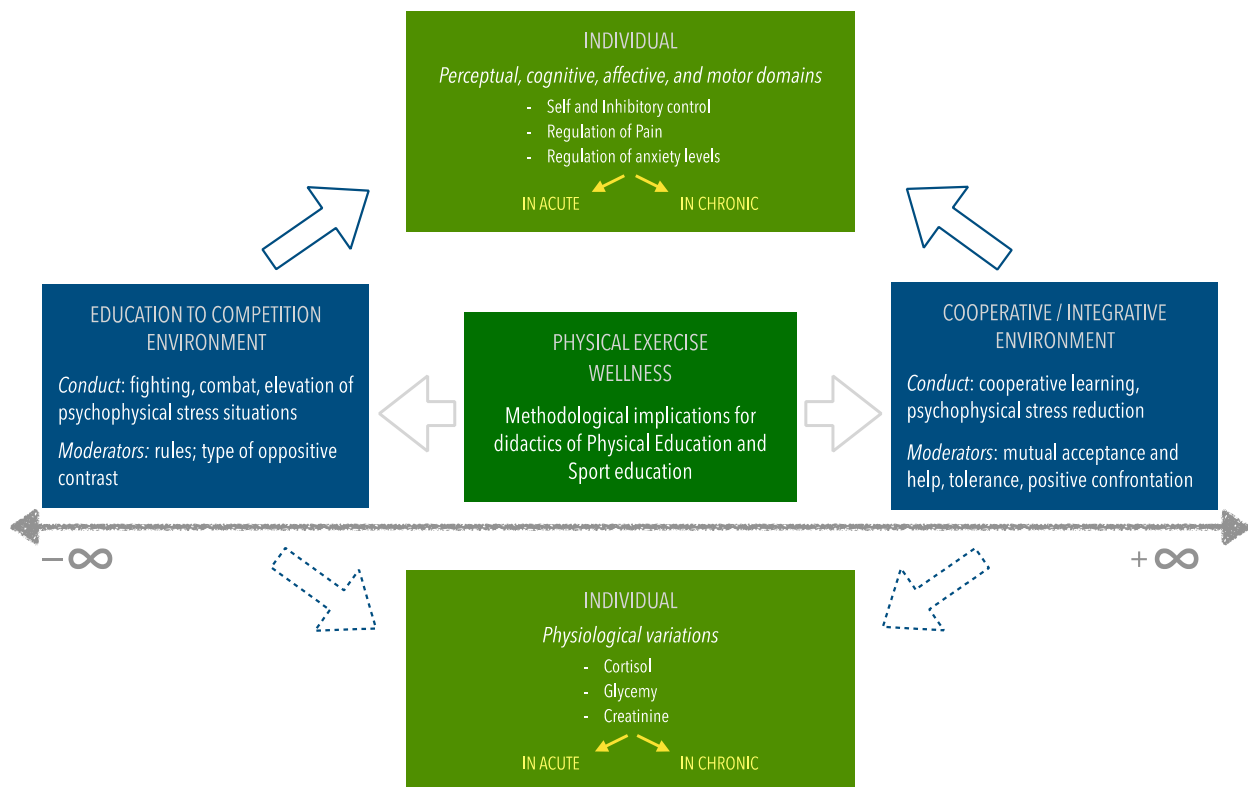 INDIVIDUAL
Perceptual, cognitive, affective, and motor domains
- Self and Inhibitory control
- Regulation of Pain
- Regulation of anxiety levels
IN ACUTE
IN CHRONIC
EDUCATION TO COMPETITION
ENVIRONMENT
Conduct: fighting, combat, elevation of
psychophysical stress situations
Moderators: rules; type of oppositive
contrast
PHYSICAL EXERCISE
WELLNESS
Methodological implications for
didactics of Physical Education and
Sport education
COOPERATIVE / INTEGRATIVE
ENVIRONMENT
Conduct: cooperative learning,
psychophysical stress reduction
Moderators: mutual acceptance and
help, tolerance, positive confrontation
− ∞
+ ∞
INDIVIDUAL
Physiological variations
- Cortisol
- Glycemy
- Creatinine
IN ACUTE
IN CHRONIC